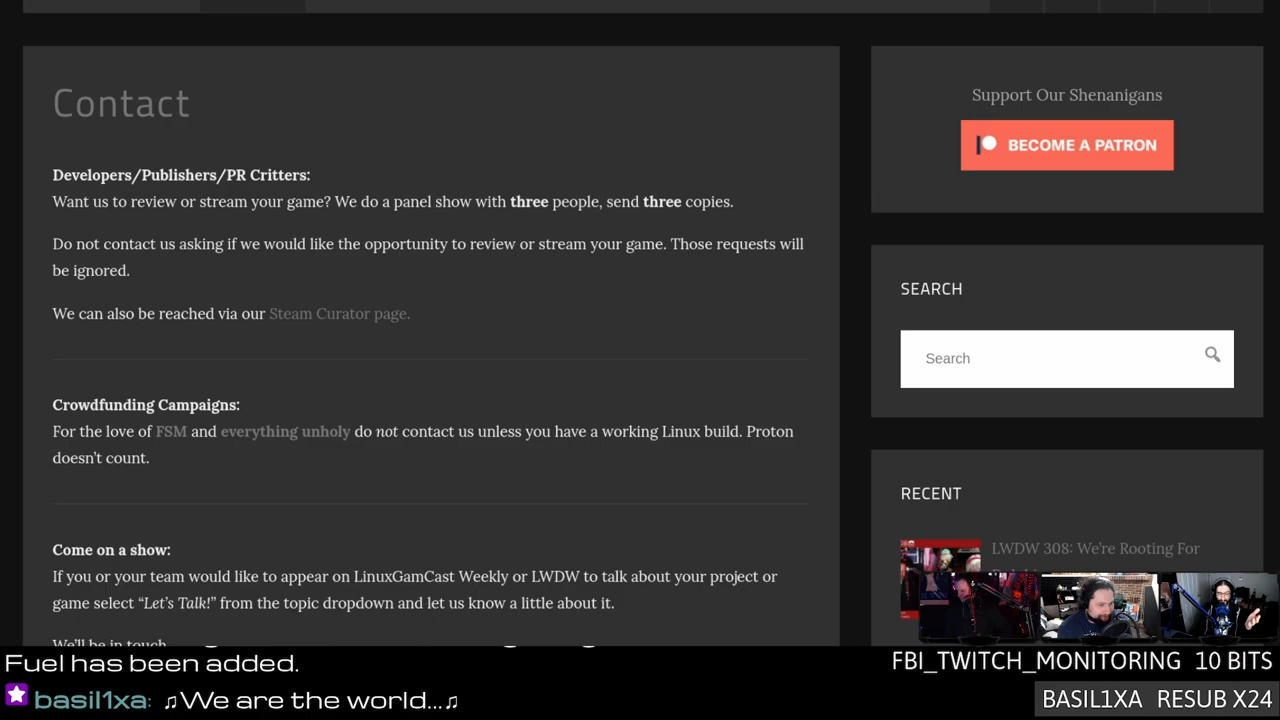 Contact
Developers/Publishers/PR Critters:
Want us to review or stream your game? We do a panel show with three people, send three copies.
Do not contact us asking if we would like the opportunity to review or stream your game. Those requests will
be ignored.
We can also be reached via our Steam Curator page.
Crowdfunding Campaigns:
For the love of FSM and everything unholy do not contact us unless you have a working Linux build. Proton
doesn't count.
Come on a show:
If you or your team would like to appear on LinuxGamCast Weekly or LWDW to talk about your project or
game select “Let's Talk!” from the topic dropdown and let us know a little about it.
We'll be in touch
Support Our Shenanigans
BECOME A PATRON
SEARCH
Search
RECENT
LWDW 308: We're Rooting For
Fuel has been added.
basil1xa: ♫We are the world...♫
FBI_TWITCH_MONITORING 10 BITS
BASIL1XA RESUB X24